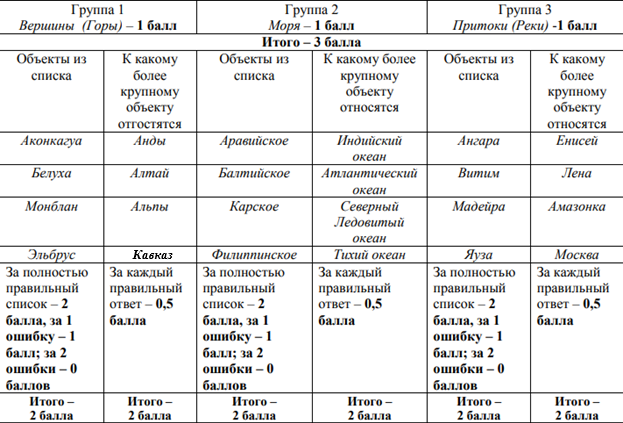 Группа 1
Вершины (Горы) – 1 балл
Группа 2
Моря – 1 балл
Группа 3
Притоки (Реки) -1 балл
Итого – 3 балла
Объекты из
списка
К какому
более
крупному
объекту
отгостятся
Объекты из
списка
К какому более
крупному объекту
относятся
Объекты из
списка
К какому
более
крупному
объекту
относятся
Аконкагуа
Анды
Аравийское
Индийский
океан
Ангара
Енисей
Белуха
Алтай
Балтийское
Атлантический
океан
Витим
Лена
Монблан
Альпы
Карское
Северный
Ледовитый
океан
Мадейра
Амазонка
Эльбрус
Кавказ
Филиппинское
Тихий океан
Яуза
Москва
За полностью
правильный
список – 2
балла, за 1
ошибку – 1
балл; за 2
ошибки – 0
баллов
За каждый
правильный
ответ – 0,5
балла
За полностью
правильный
список – 2
балла, за 1
ошибку – 1
балл; за 2
ошибки – 0
баллов
За каждый
правильный
ответ – 0,5
балла
За полностью
правильный
список – 2
балла, за 1
ошибку – 1
балл; за 2
ошибки – 0
баллов
За каждый
правильный
ответ – 0,5
балла
Итого –
2 балла
Итого –
2 балла
Итого –
2 балла
Итого –
2 балла
Итого –
2 балла
Итого –
2 балла